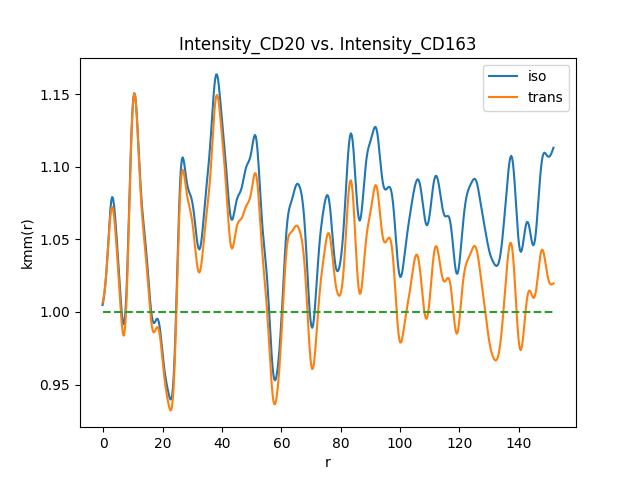 Intensity_CD20 vs. Intensity_CD163
iso
trans
1.15
1.10
1.05
1.00
0.95
kmm(r)
0 20 40 60 80 100 120 140
r